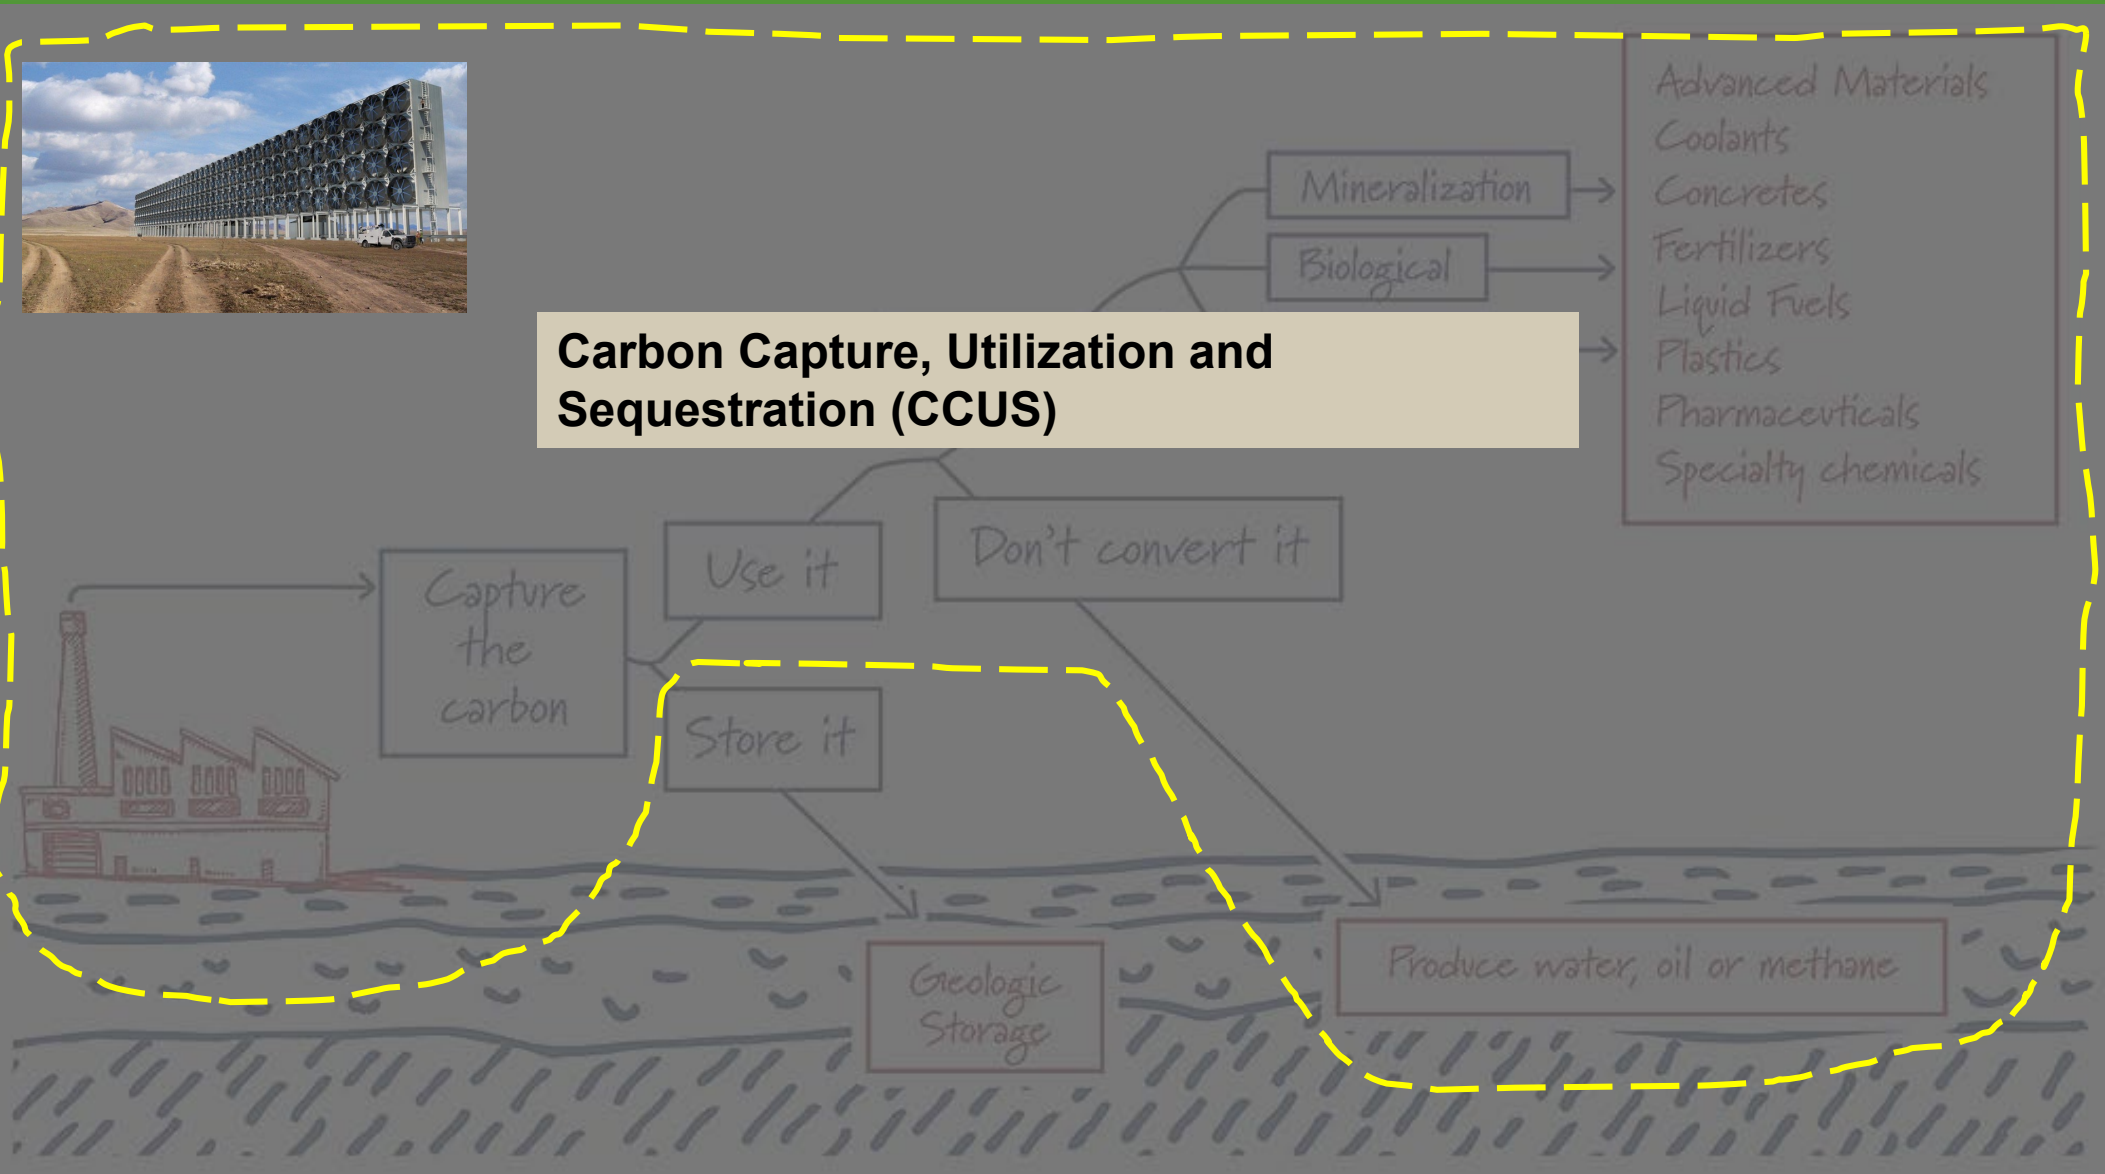 Carbon Capture, Utilization and
Sequestration (CCUS)
Advanced Materials
Coolants
Concretes
Fertilizers
Liquid Fuels
Plastics
Pharmaceuticals
Specialty chemicals
Mineralization
Biological
Capture
the
carbon
Use it
Don't convert it
Store it
Geologic
Storage
Produce water, oil or methane